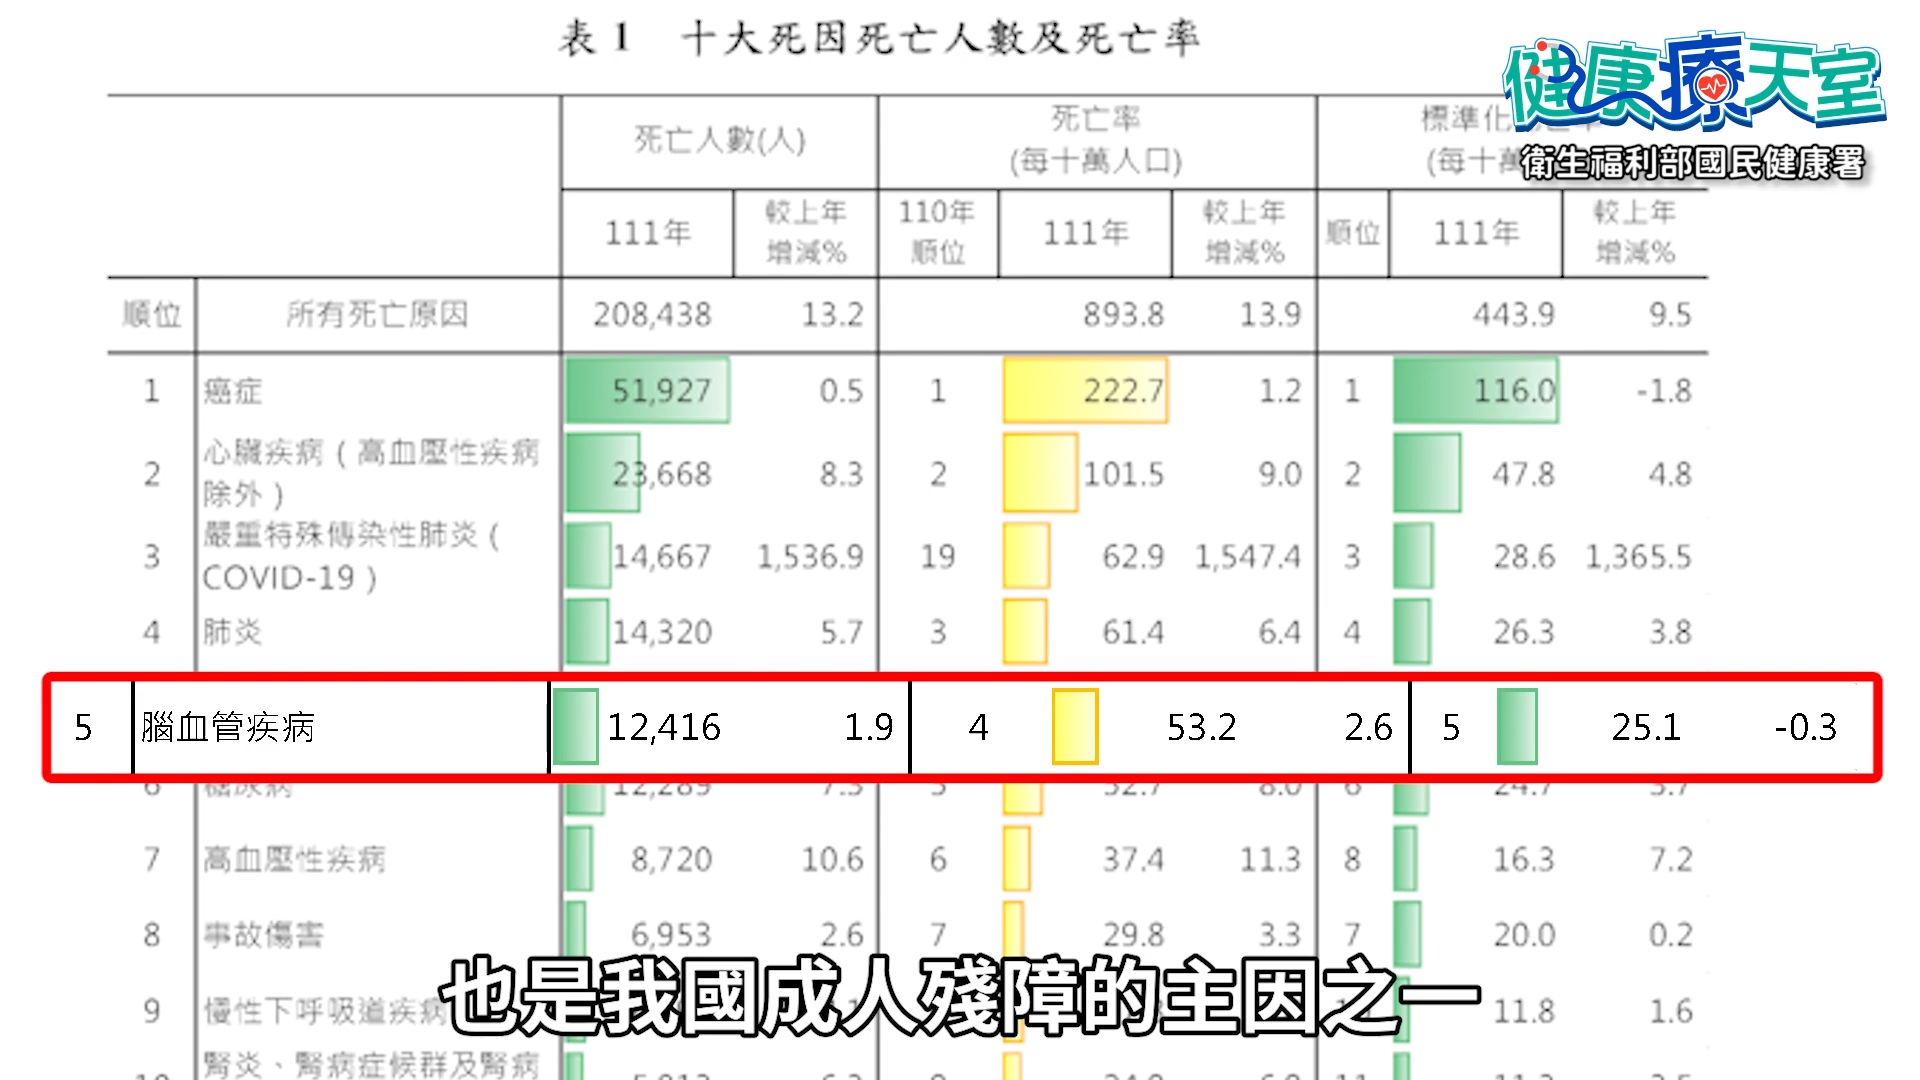 表1 十大死因死亡人數及死亡率
健康療天室
衛生福利部國民健康署
死亡人數(人) 死亡率 (每十萬人口) 標準化 (每十萬
111年 較上年增減% 110年順位 111年 較上年增減% 順位 111年 較上年增減%
順位 所有死亡原因 208,438 13.2 893.8 13.9 443.9 9.5
1 癌症 51,927 0.5 1 222.7 1.2 1 116.0 -1.8
2 心臟疾病(高血壓性疾病除外) 23,668 8.3 2 101.5 9.0 2 47.8 4.8
3 嚴重特殊傳染性肺炎(COVID-19) 14,667 1,536.9 19 62.9 1,547.4 3 28.6 1,365.5
4 肺炎 14,320 5.7 3 61.4 6.4 4 26.3 3.8
5 腦血管疾病 12,416 1.9 4 53.2 2.6 5 25.1 -0.3
7 高血壓性疾病 8,720 10.6 6 37.4 11.3 8 16.3 7.2
8 事故傷害 6,953 2.6 7 29.8 3.3 7 20.0 0.2
9 慢性下呼吸道疾病 11.8 1.6
腎炎、腎病症候群及腎病
也是我國成人殘障的主因之一